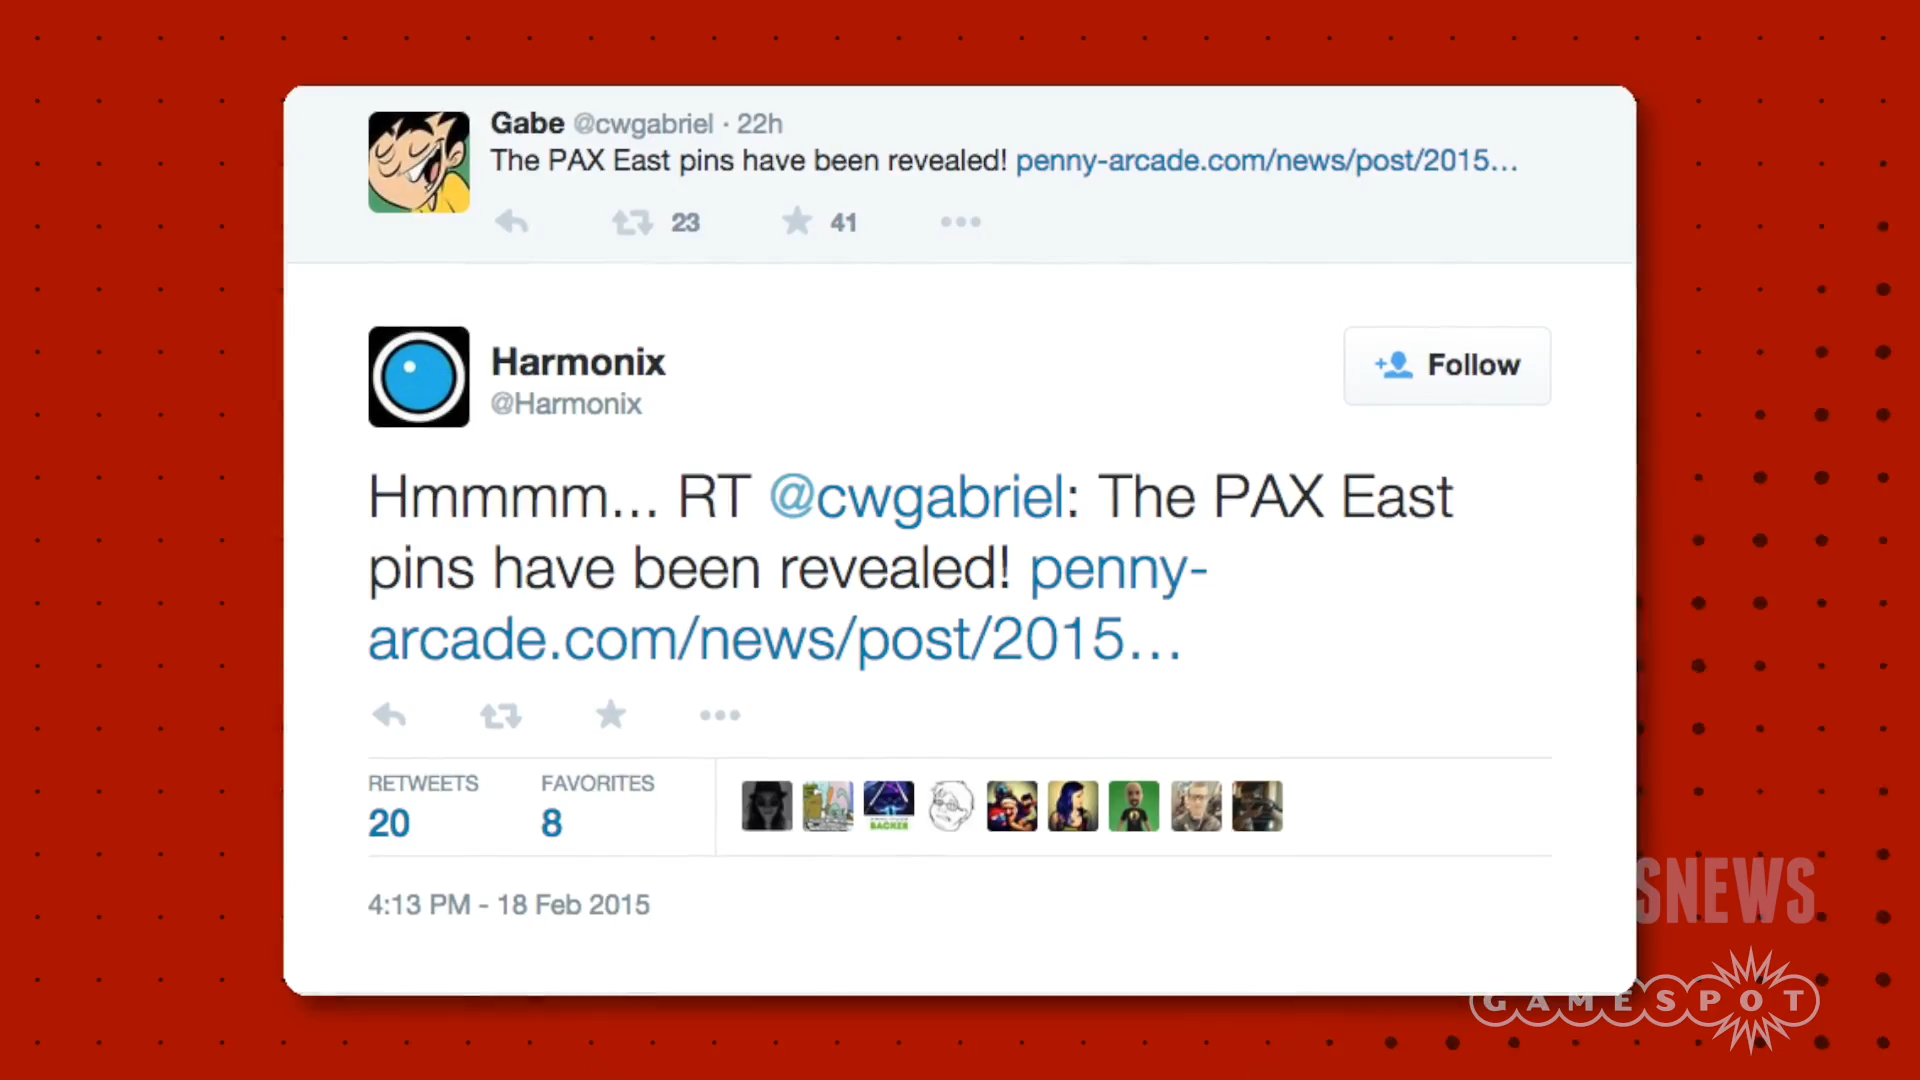 Gabe @cwgabriel · 22h
The PAX East pins have been revealed! penny-arcade.com/news/post/2015...
23 41
Harmonix
@Harmonix
Follow
Hmmmm... RT @cwgabriel: The PAX East
pins have been revealed! penny-
arcade.com/news/post/2015...
RETWEETS FAVORITES
20 8
BACKER
4:13 PM - 18 Feb 2015
SNEWS
GAMESPOT